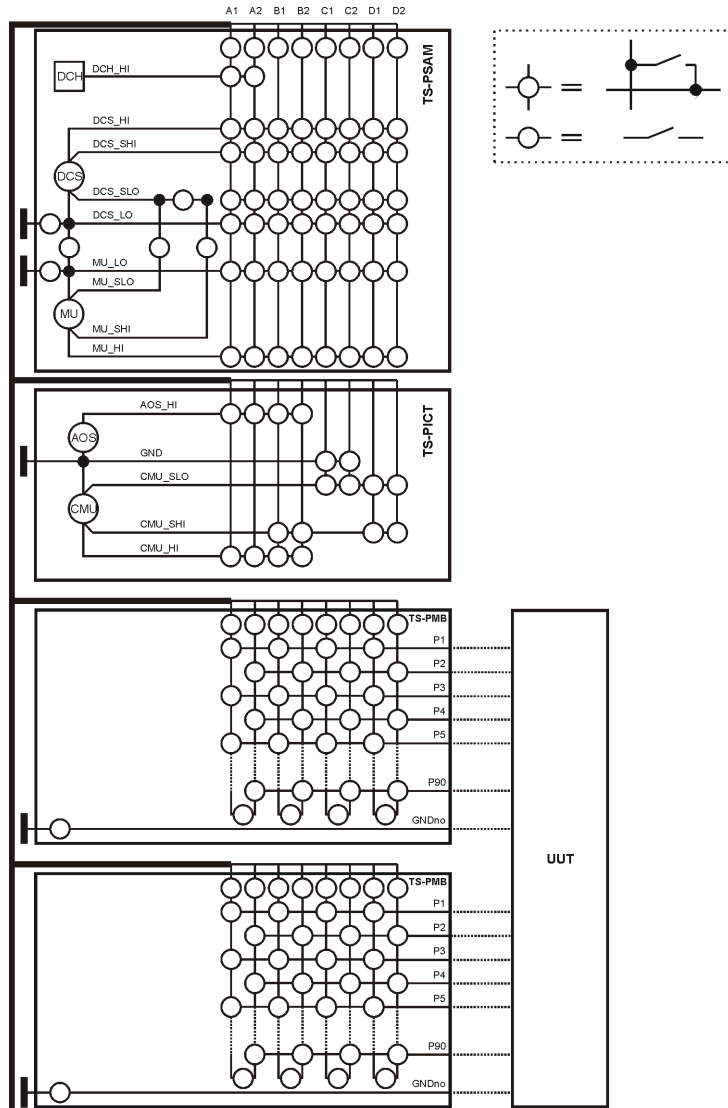 A1 A2 B1 B2 C1 C2 D1 D2
TS-PSAM
DCH
DCH_HI
DCS_HI
DCS_SHI
DCS
DCS_SLO
DCS_LO
MU_LO
MU_SLO
MU
MU_SHI
MU_HI
TS-PICT
AOS_HI
AOS
GND
CMU_SLO
CMU
CMU_SHI
CMU_HI
TS-PMB
P1
P2
P3
P4
P5
P90
GNDno
UUT
TS-PMB
P1
P2
P3
P4
P5
P90
GNDno